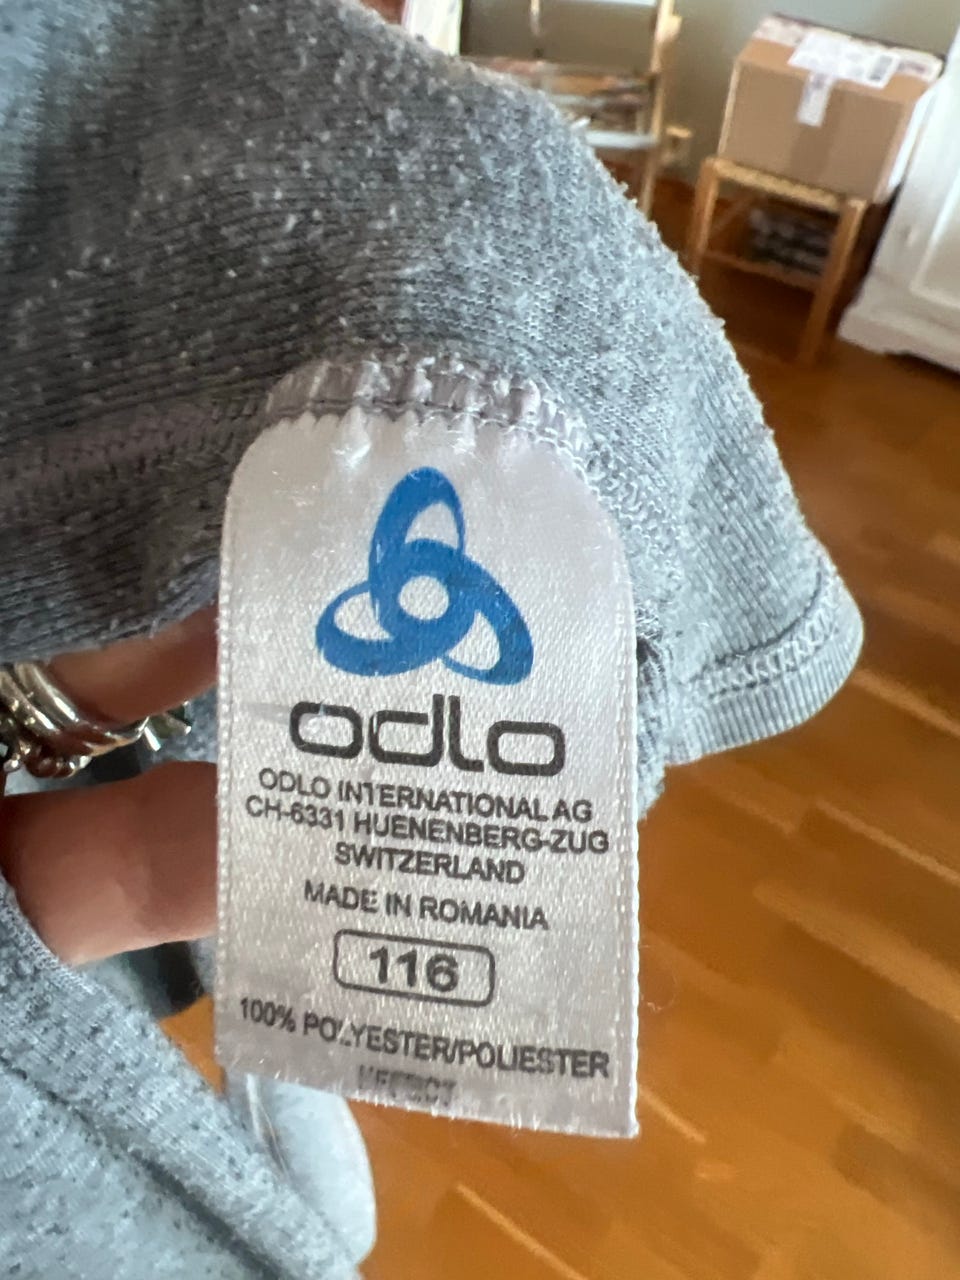 odlo
ODLO INTERNATIONAL AG
CH-6331 HUENENBERG-ZUG
SWITZERLAND
MADE IN ROMANIA
116
100% POLYESTER/POLIESTER